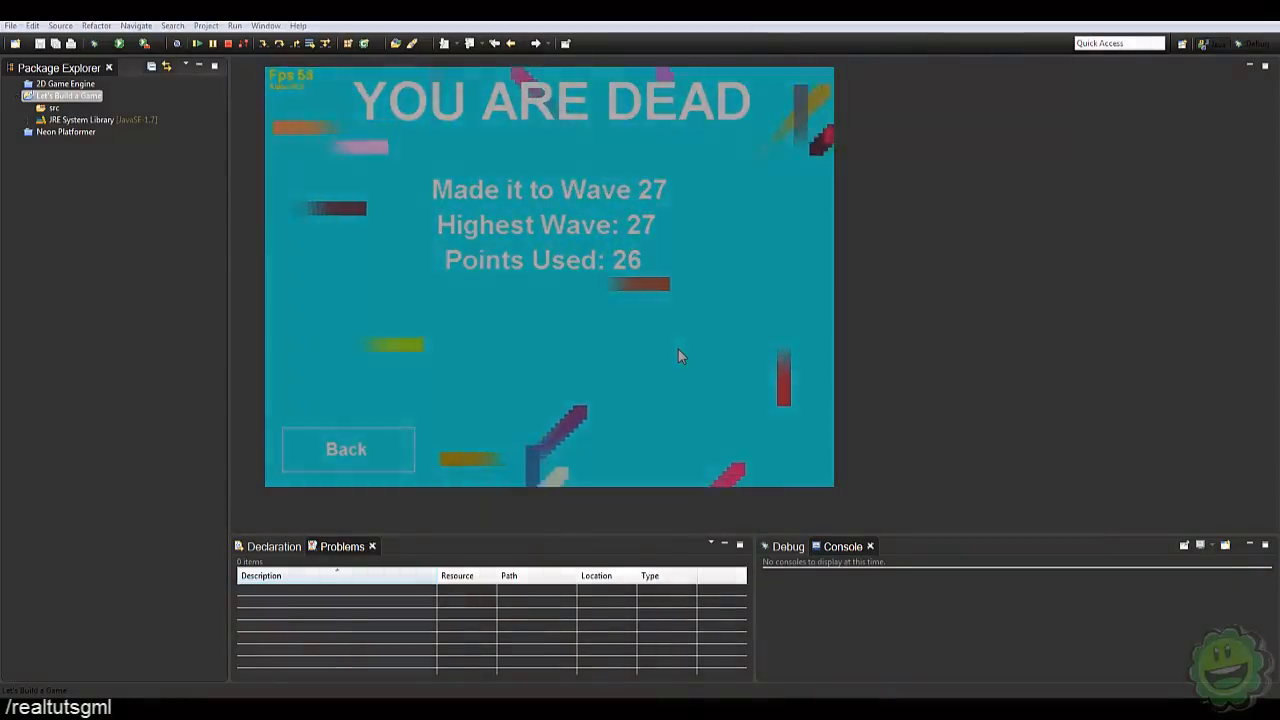 File Edit Source Refactor Navigate Search Project Run Window Help
Quick Access
Debug
Package Explorer
2D Game Engine
Let's Build a Game
src
JRE System Library [JavaSE-1.7]
Neon Platformer
Fps 58
YOU ARE DEAD
Made it to Wave 27
Highest Wave: 27
Points Used: 26
Back
Declaration Problems
0 items
Description Resource Path Location Type
Debug Console
No consoles to display at this time.
Let's Build a Game
/realtutsgml